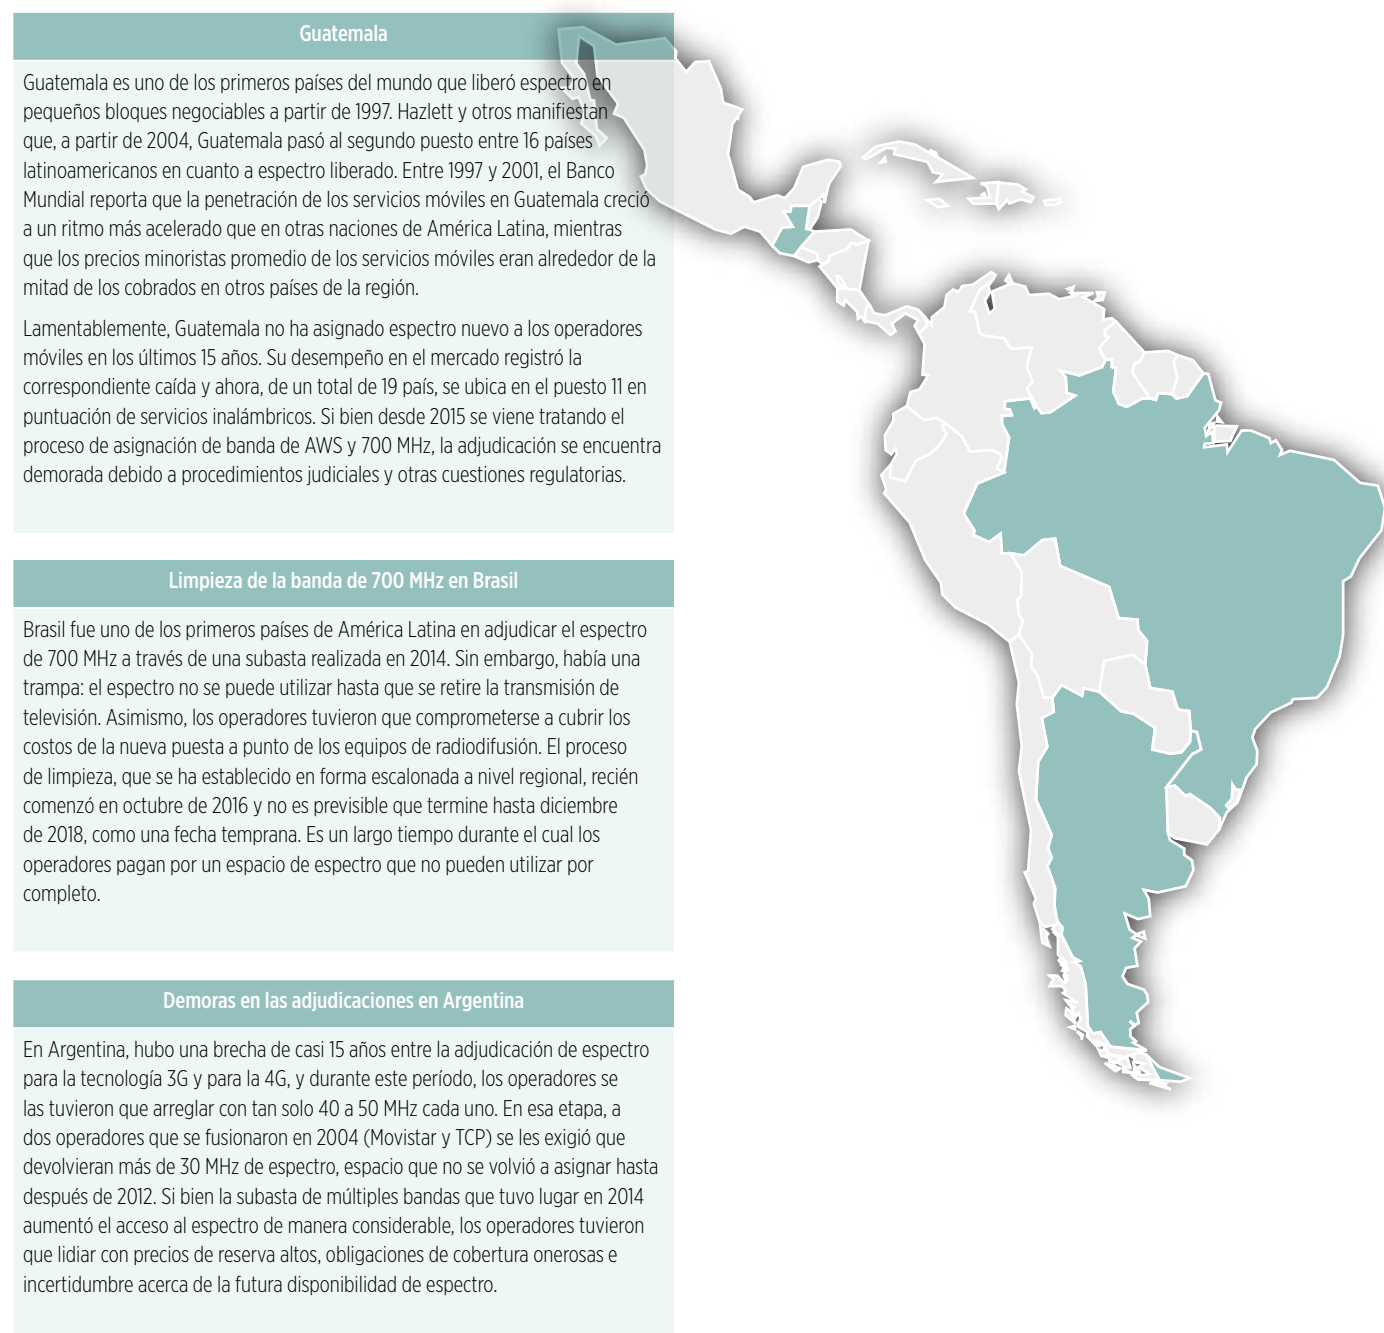 Guatemala
Guatemala es uno de los primeros países del mundo que liberó espectro en
pequeños bloques negociables a partir de 1997. Hazlett y otros manifiestan
que, a partir de 2004, Guatemala pasó al segundo puesto entre 16 países
latinoamericanos en cuanto a espectro liberado. Entre 1997 y 2001, el Banco
Mundial reporta que la penetración de los servicios móviles en Guatemala creció
a un ritmo más acelerado que en otras naciones de América Latina, mientras
que los precios minoristas promedio de los servicios móviles eran alrededor de la
mitad de los cobrados en otros países de la región.
Lamentablemente, Guatemala no ha asignado espectro nuevo a los operadores
móviles en los últimos 15 años. Su desempeño en el mercado registró la
correspondiente caída y ahora, de un total de 19 país, se ubica en el puesto 11 en
puntuación de servicios inalámbricos. Si bien desde 2015 se viene tratando el
proceso de asignación de banda de AWS y 700 MHz, la adjudicación se encuentra
demorada debido a procedimientos judiciales y otras cuestiones regulatorias.
Limpieza de la banda de 700 MHz en Brasil
Brasil fue uno de los primeros países de América Latina en adjudicar el espectro
de 700 MHz a través de una subasta realizada en 2014. Sin embargo, había una
trampa: el espectro no se puede utilizar hasta que se retire la transmisión de
televisión. Asimismo, los operadores tuvieron que comprometerse a cubrir los
costos de la nueva puesta a punto de los equipos de radiodifusión. El proceso
de limpieza, que se ha establecido en forma escalonada a nivel regional, recién
comenzó en octubre de 2016 y no es previsible que termine hasta diciembre
de 2018, como una fecha temprana. Es un largo tiempo durante el cual los
operadores pagan por un espacio de espectro que no pueden utilizar por
completo.
Demoras en las adjudicaciones en Argentina
En Argentina, hubo una brecha de casi 15 años entre la adjudicación de espectro
para la tecnología 3G y para la 4G, y durante este período, los operadores se
las tuvieron que arreglar con tan solo 40 a 50 MHz cada uno. En esa etapa, a
dos operadores que se fusionaron en 2004 (Movistar y TCP) se les exigió que
devolvieran más de 30 MHz de espectro, espacio que no se volvió a asignar hasta
después de 2012. Si bien la subasta de múltiples bandas que tuvo lugar en 2014
aumentó el acceso al espectro de manera considerable, los operadores tuvieron
que lidiar con precios de reserva altos, obligaciones de cobertura onerosas e
incertidumbre acerca de la futura disponibilidad de espectro.